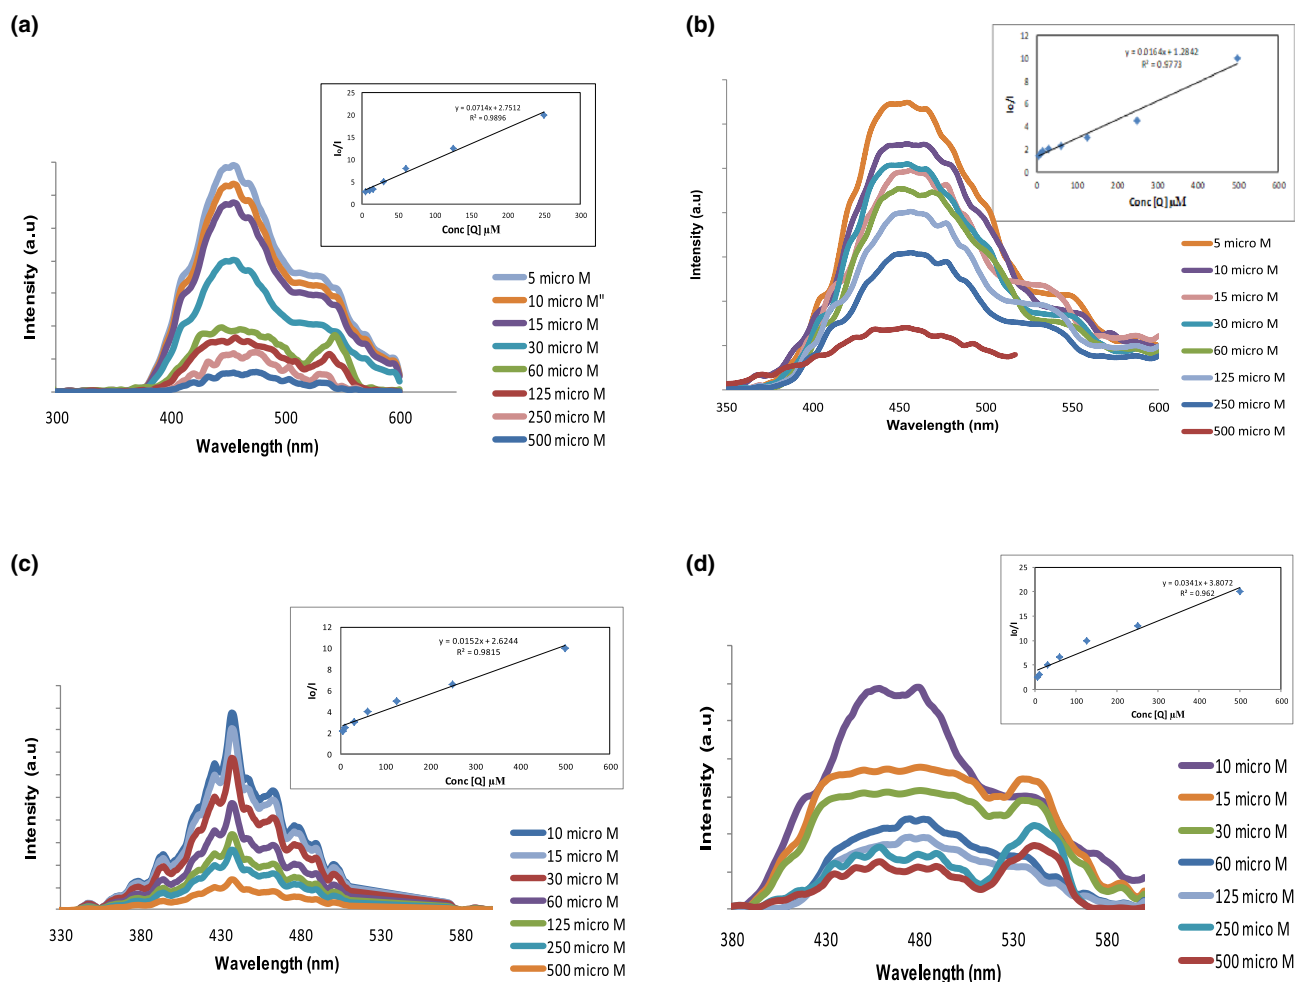 (a)
25
20
15
10
5
0
I₀/I
y = 0.0714x + 2.7512
R² = 0.9896
0 50 100 150 200 250 300
Conc [Q] µM
Intensity (a.u)
300 400 500 600
Wavelength (nm)
5 micro M
10 micro M"
15 micro M
30 micro M
60 micro M
125 micro M
250 micro M
500 micro M
(b)
12
10
8
6
4
2
0
I₀/I
y = 0.0164x + 1.2842
R² = 0.9773
0 100 200 300 400 500 600
Conc [Q] µM
Intensity (a.u)
350 400 450 500 550 600
Wavelength (nm)
5 micro M
10 micro M
15 micro M
30 micro M
60 micro M
125 micro M
250 micro M
500 micro M
(c)
12
10
8
6
4
2
0
I₀/I
y = 0.0152x + 2.6244
R² = 0.9815
0 100 200 300 400 500 600
Conc [Q] µM
Intensity (a.u)
330 380 430 480 530 580
Wavelength (nm)
10 micro M
15 micro M
30 micro M
60 micro M
125 micro M
250 micro M
500 micro M
(d)
25
20
15
10
5
0
I₀/I
y = 0.0341x + 3.8072
R² = 0.962
0 100 200 300 400 500 600
Conc [Q] µM
Intensity (a.u)
380 430 480 530 580
Wavelength (nm)
10 micro M
15 micro M
30 micro M
60 micro M
125 micro M
250 mico M
500 micro M